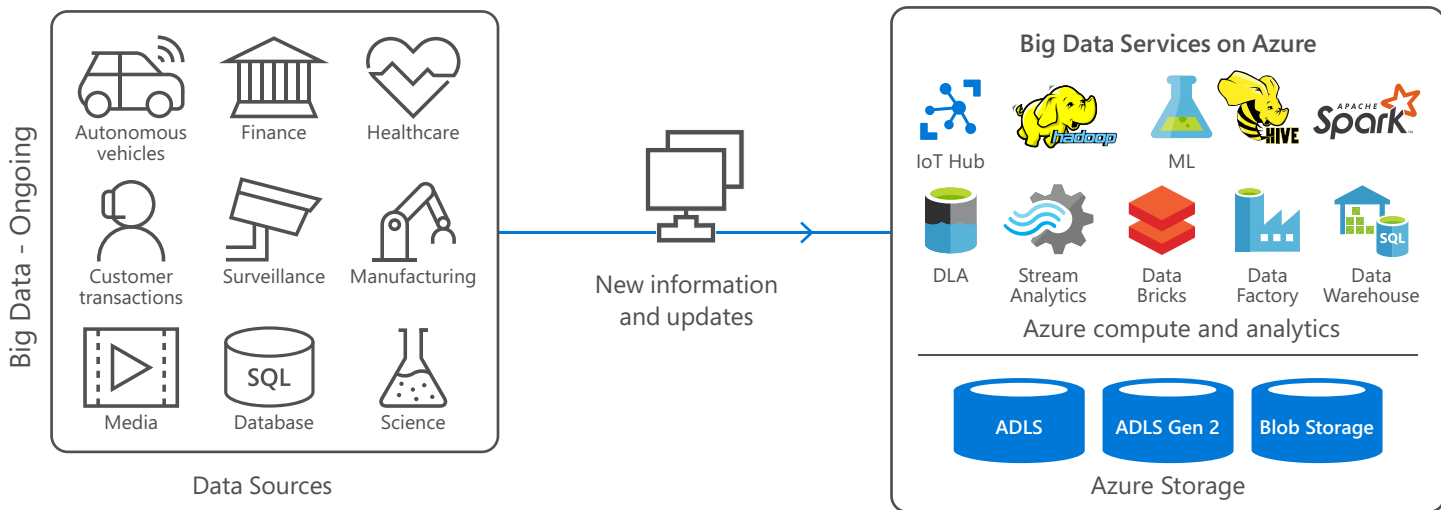 Big Data - Ongoing
Autonomous
vehicles
Finance
Healthcare
Customer
transactions
Surveillance
Manufacturing
Media
SQL
Database
Science
Data Sources
New information
and updates
Big Data Services on Azure
IoT Hub
hadoop
ML
HIVE
APACHE
Spark™
DLA
Stream
Analytics
Data
Bricks
Data
Factory
SQL
Data
Warehouse
Azure compute and analytics
ADLS
ADLS Gen 2
Blob Storage
Azure Storage